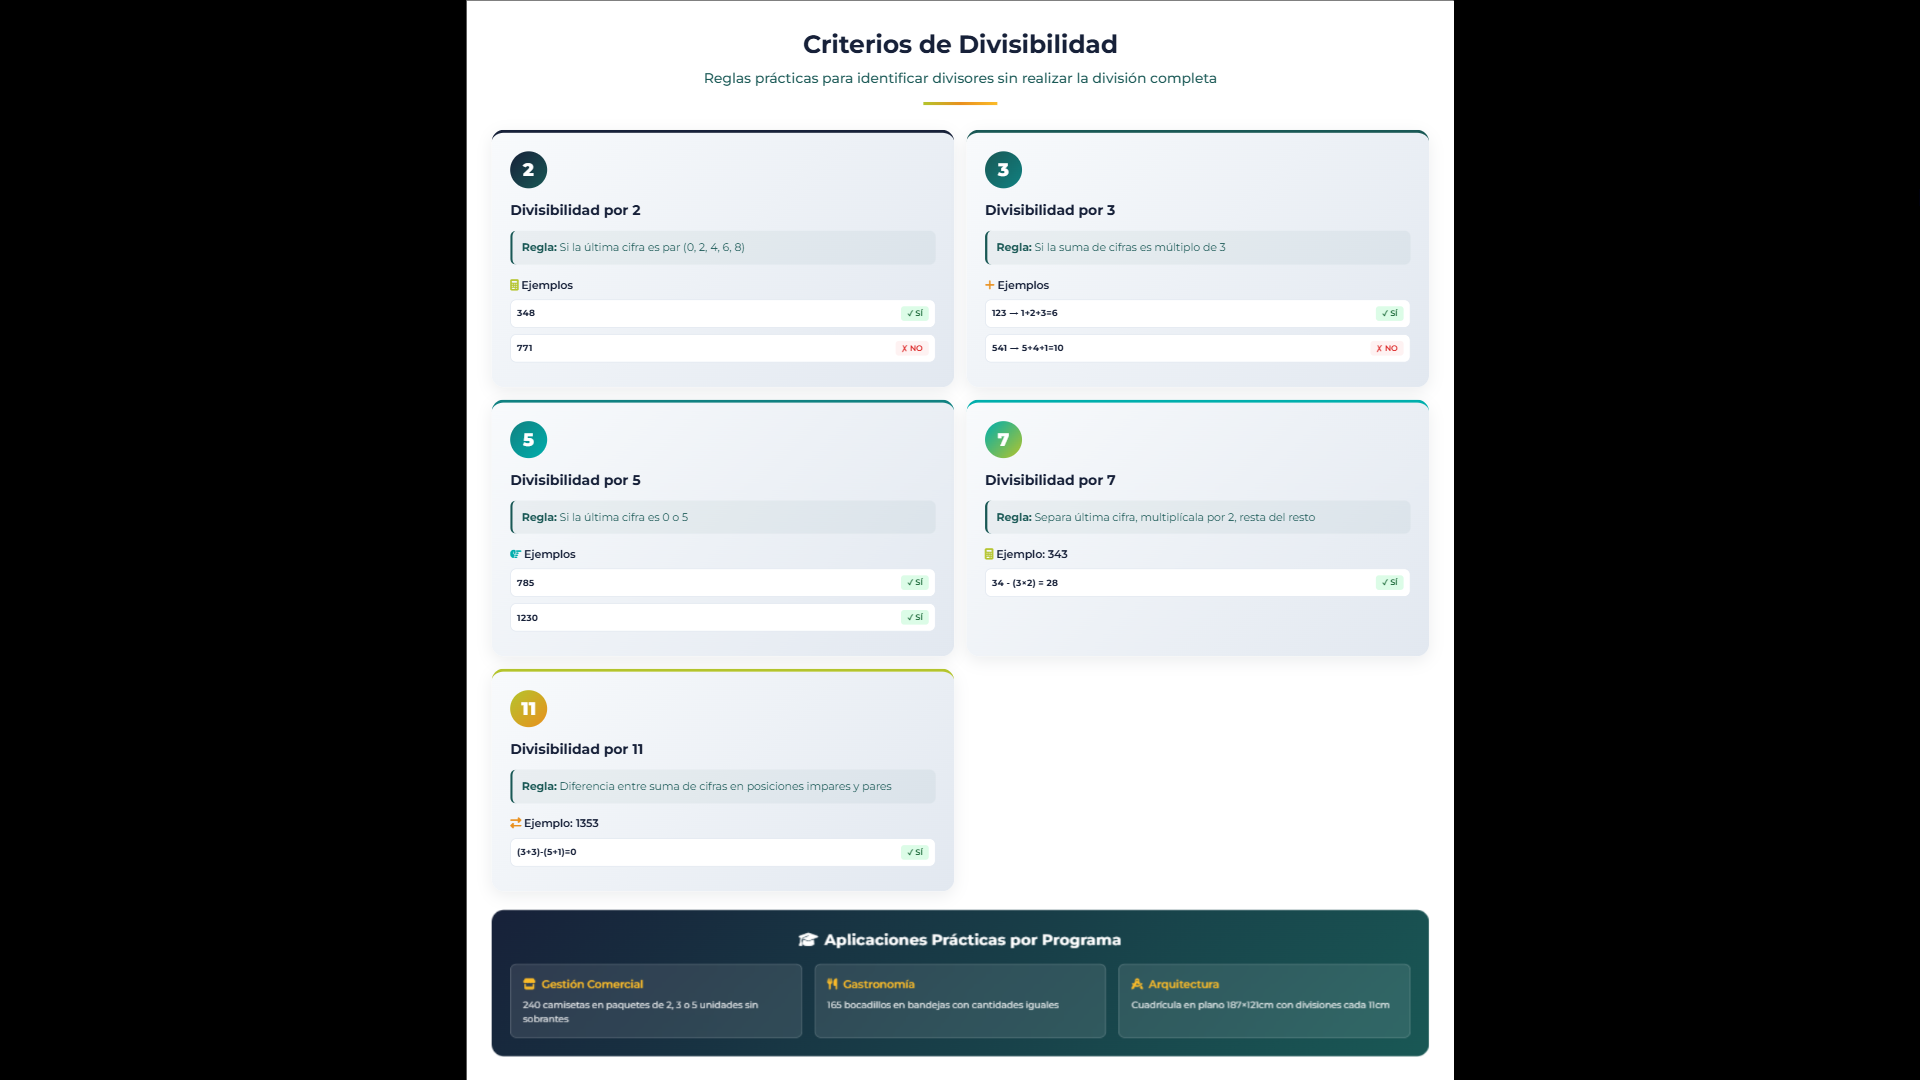 Criterios de Divisibilidad
Reglas prácticas para identificar divisores sin realizar la división completa
2
Divisibilidad por 2
Regla: Si la última cifra es par (0, 2, 4, 6, 8)
Ejemplos
348 ✓ SÍ
771 ✗ NO
3
Divisibilidad por 3
Regla: Si la suma de cifras es múltiplo de 3
Ejemplos
123 → 1+2+3=6 ✓ SÍ
541 → 5+4+1=10 ✗ NO
5
Divisibilidad por 5
Regla: Si la última cifra es 0 o 5
Ejemplos
785 ✓ SÍ
1230 ✓ SÍ
7
Divisibilidad por 7
Regla: Separa última cifra, multiplícala por 2, resta del resto
Ejemplo: 343
34 - (3×2) = 28 ✓ SÍ
11
Divisibilidad por 11
Regla: Diferencia entre suma de cifras en posiciones impares y pares
Ejemplo: 1353
(3+3)-(5+1)=0 ✓ SÍ
Aplicaciones Prácticas por Programa
Gestión Comercial
240 camisetas en paquetes de 2, 3 o 5 unidades sin
sobrantes
Gastronomía
165 bocadillos en bandejas con cantidades iguales
Arquitectura
Cuadrícula en plano 187×121cm con divisiones cada 11cm